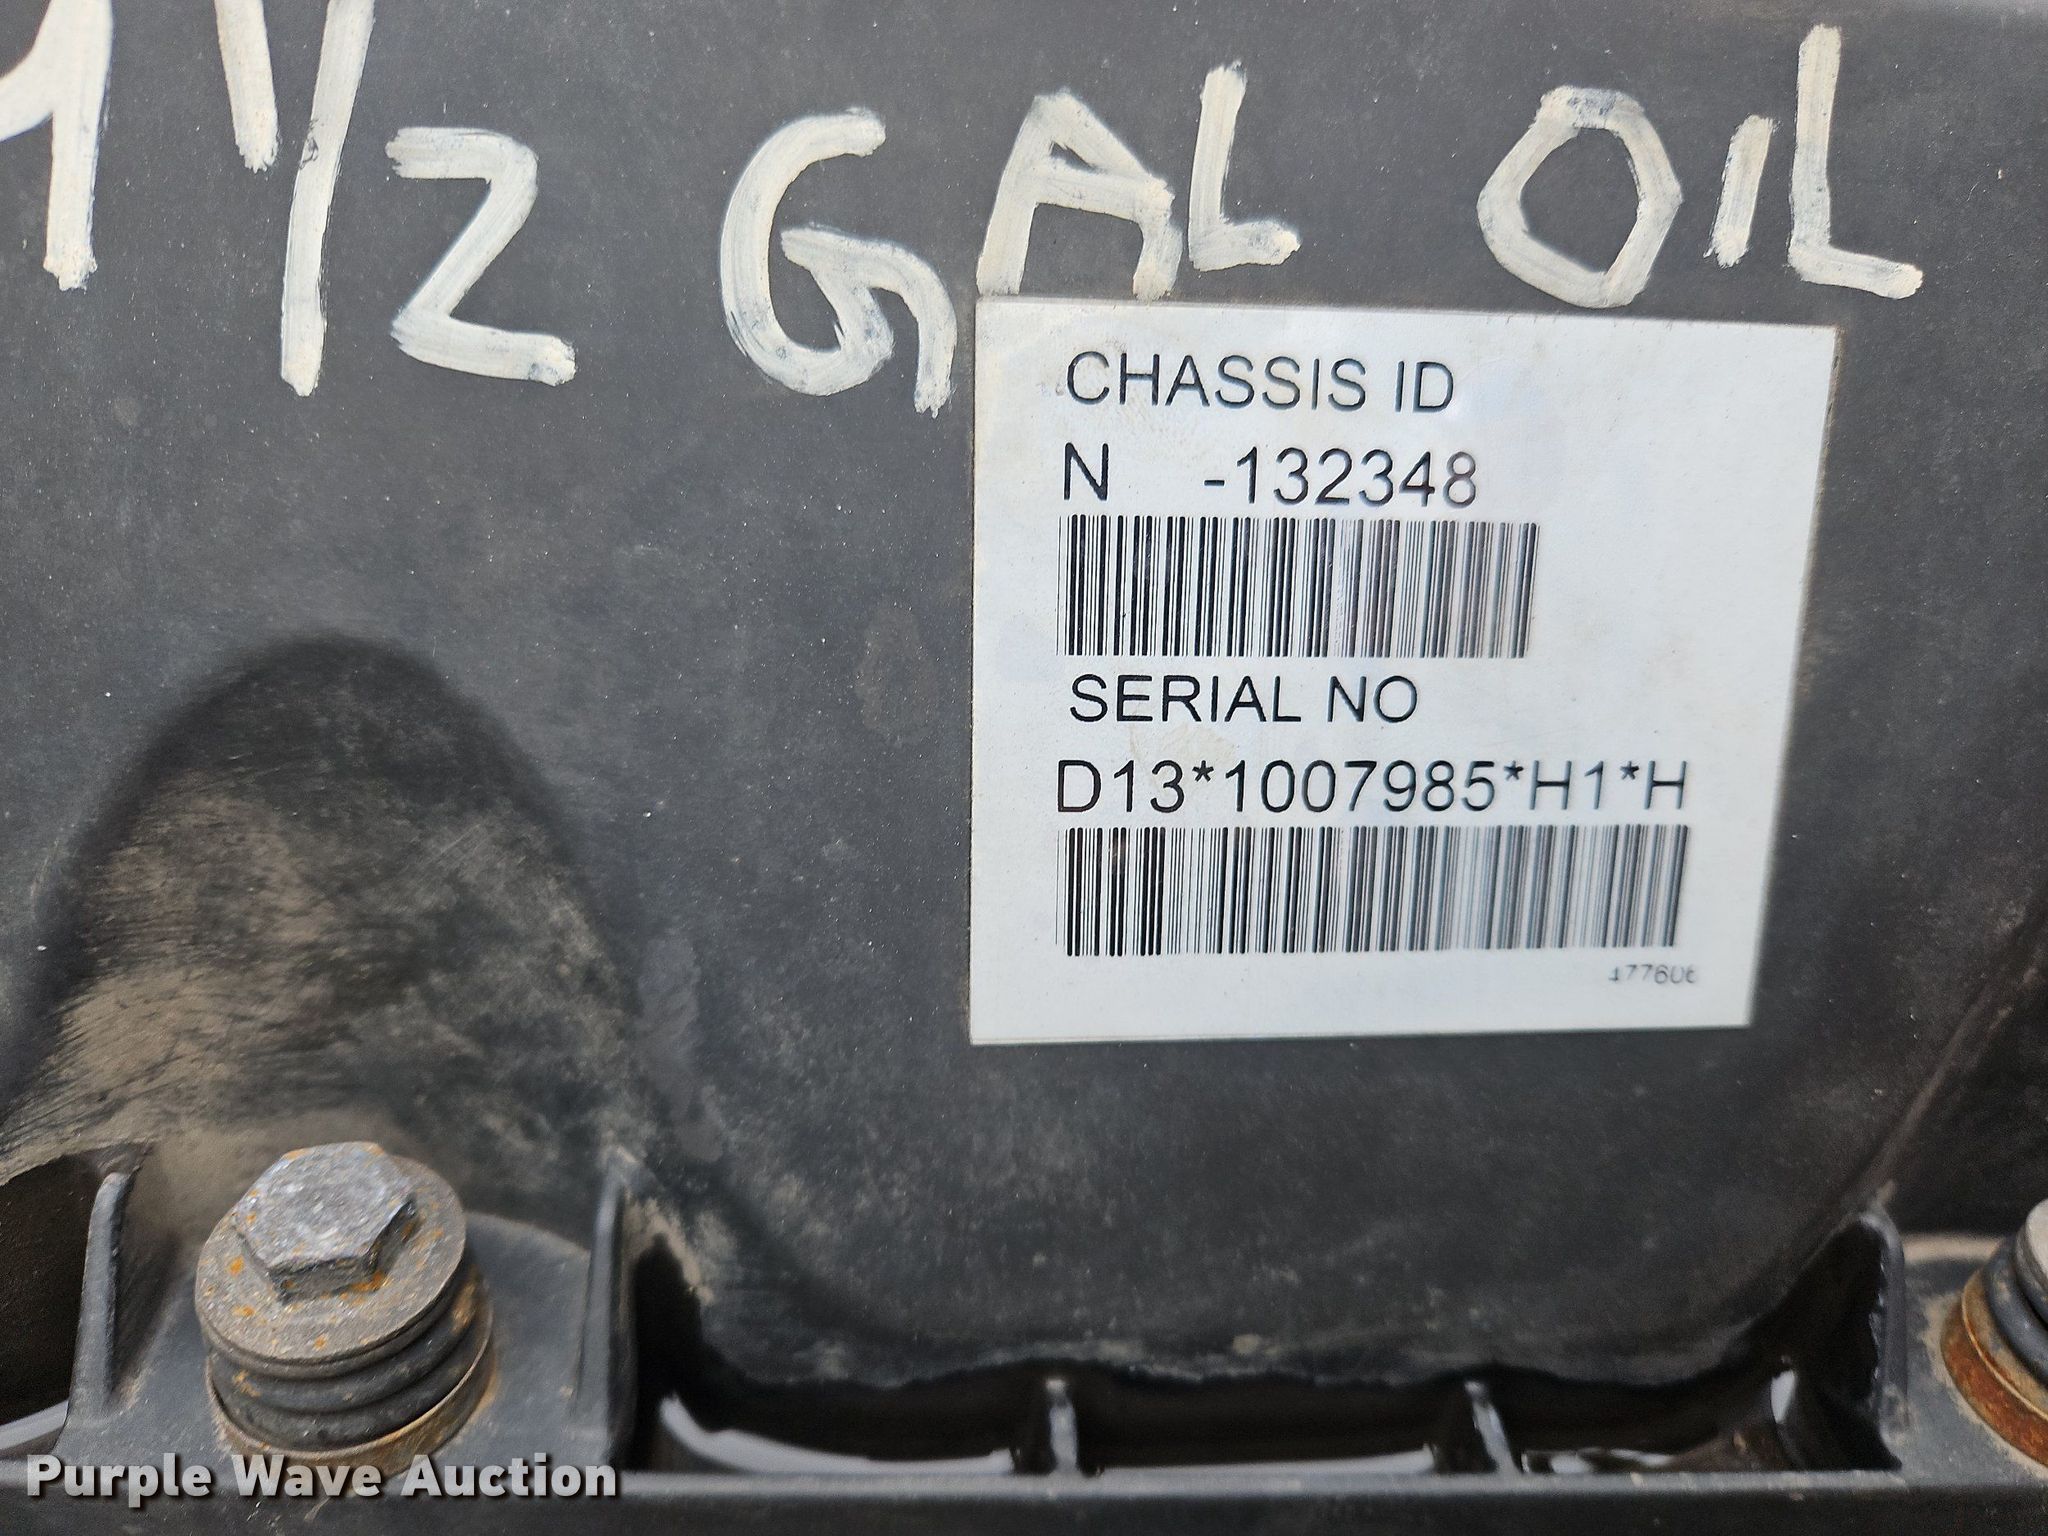 1/2 GAL OIL
CHASSIS ID
N -132348
SERIAL NO
D13*1007985*H1*H
Purple Wave Auction